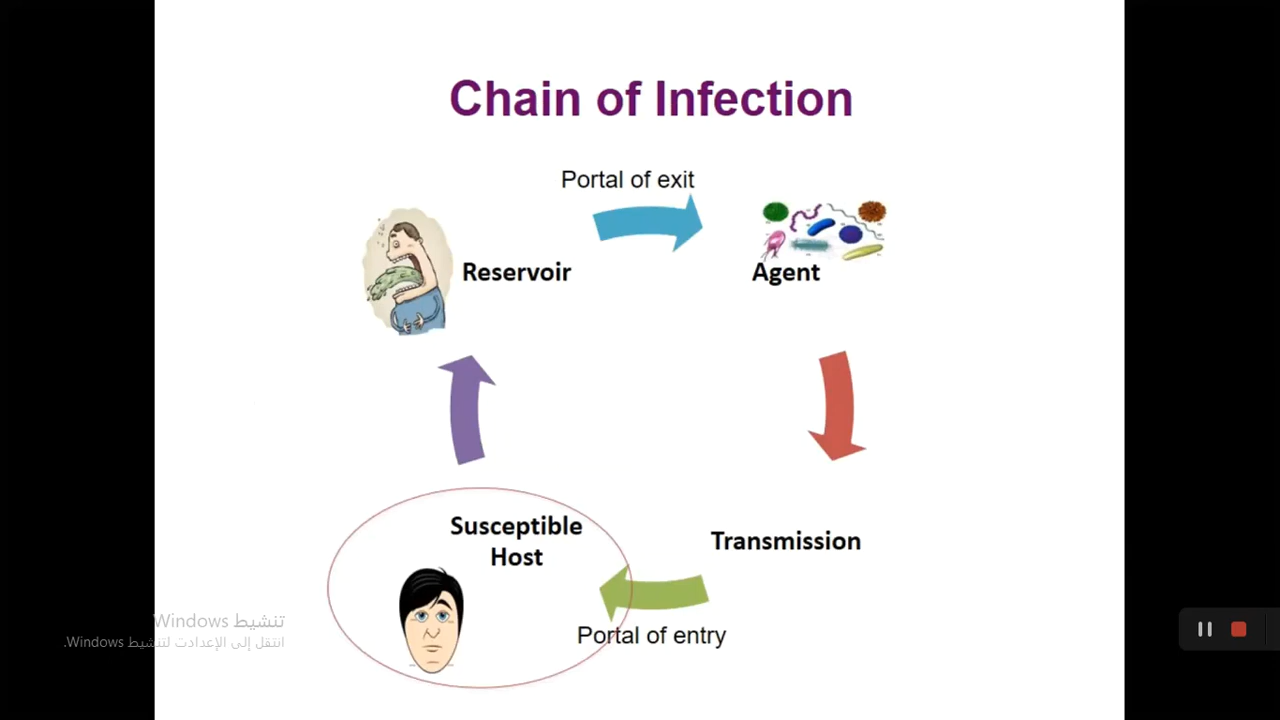 Chain of Infection
Portal of exit
Reservoir
Agent
Susceptible
Host
Transmission
Portal of entry
تنشيط Windows
انتقل إلى الإعدادت لتنشيط Windows.